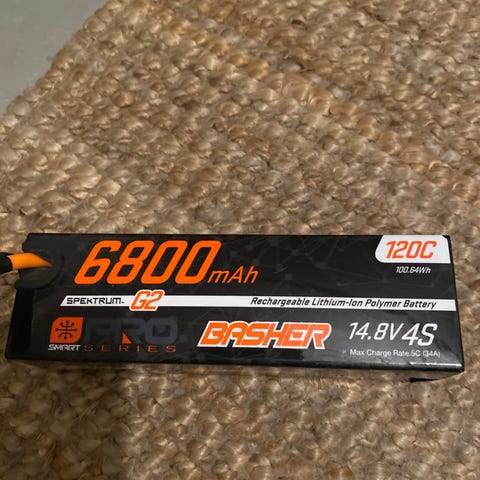 6800mAh
120C
100.64Wh
SPEKTRUM G2
Rechargeable Lithium-Ion Polymer Battery
SMART PRO SERIES
BASHER
14.8V 4S
Max Charge Rate 5C (34A)